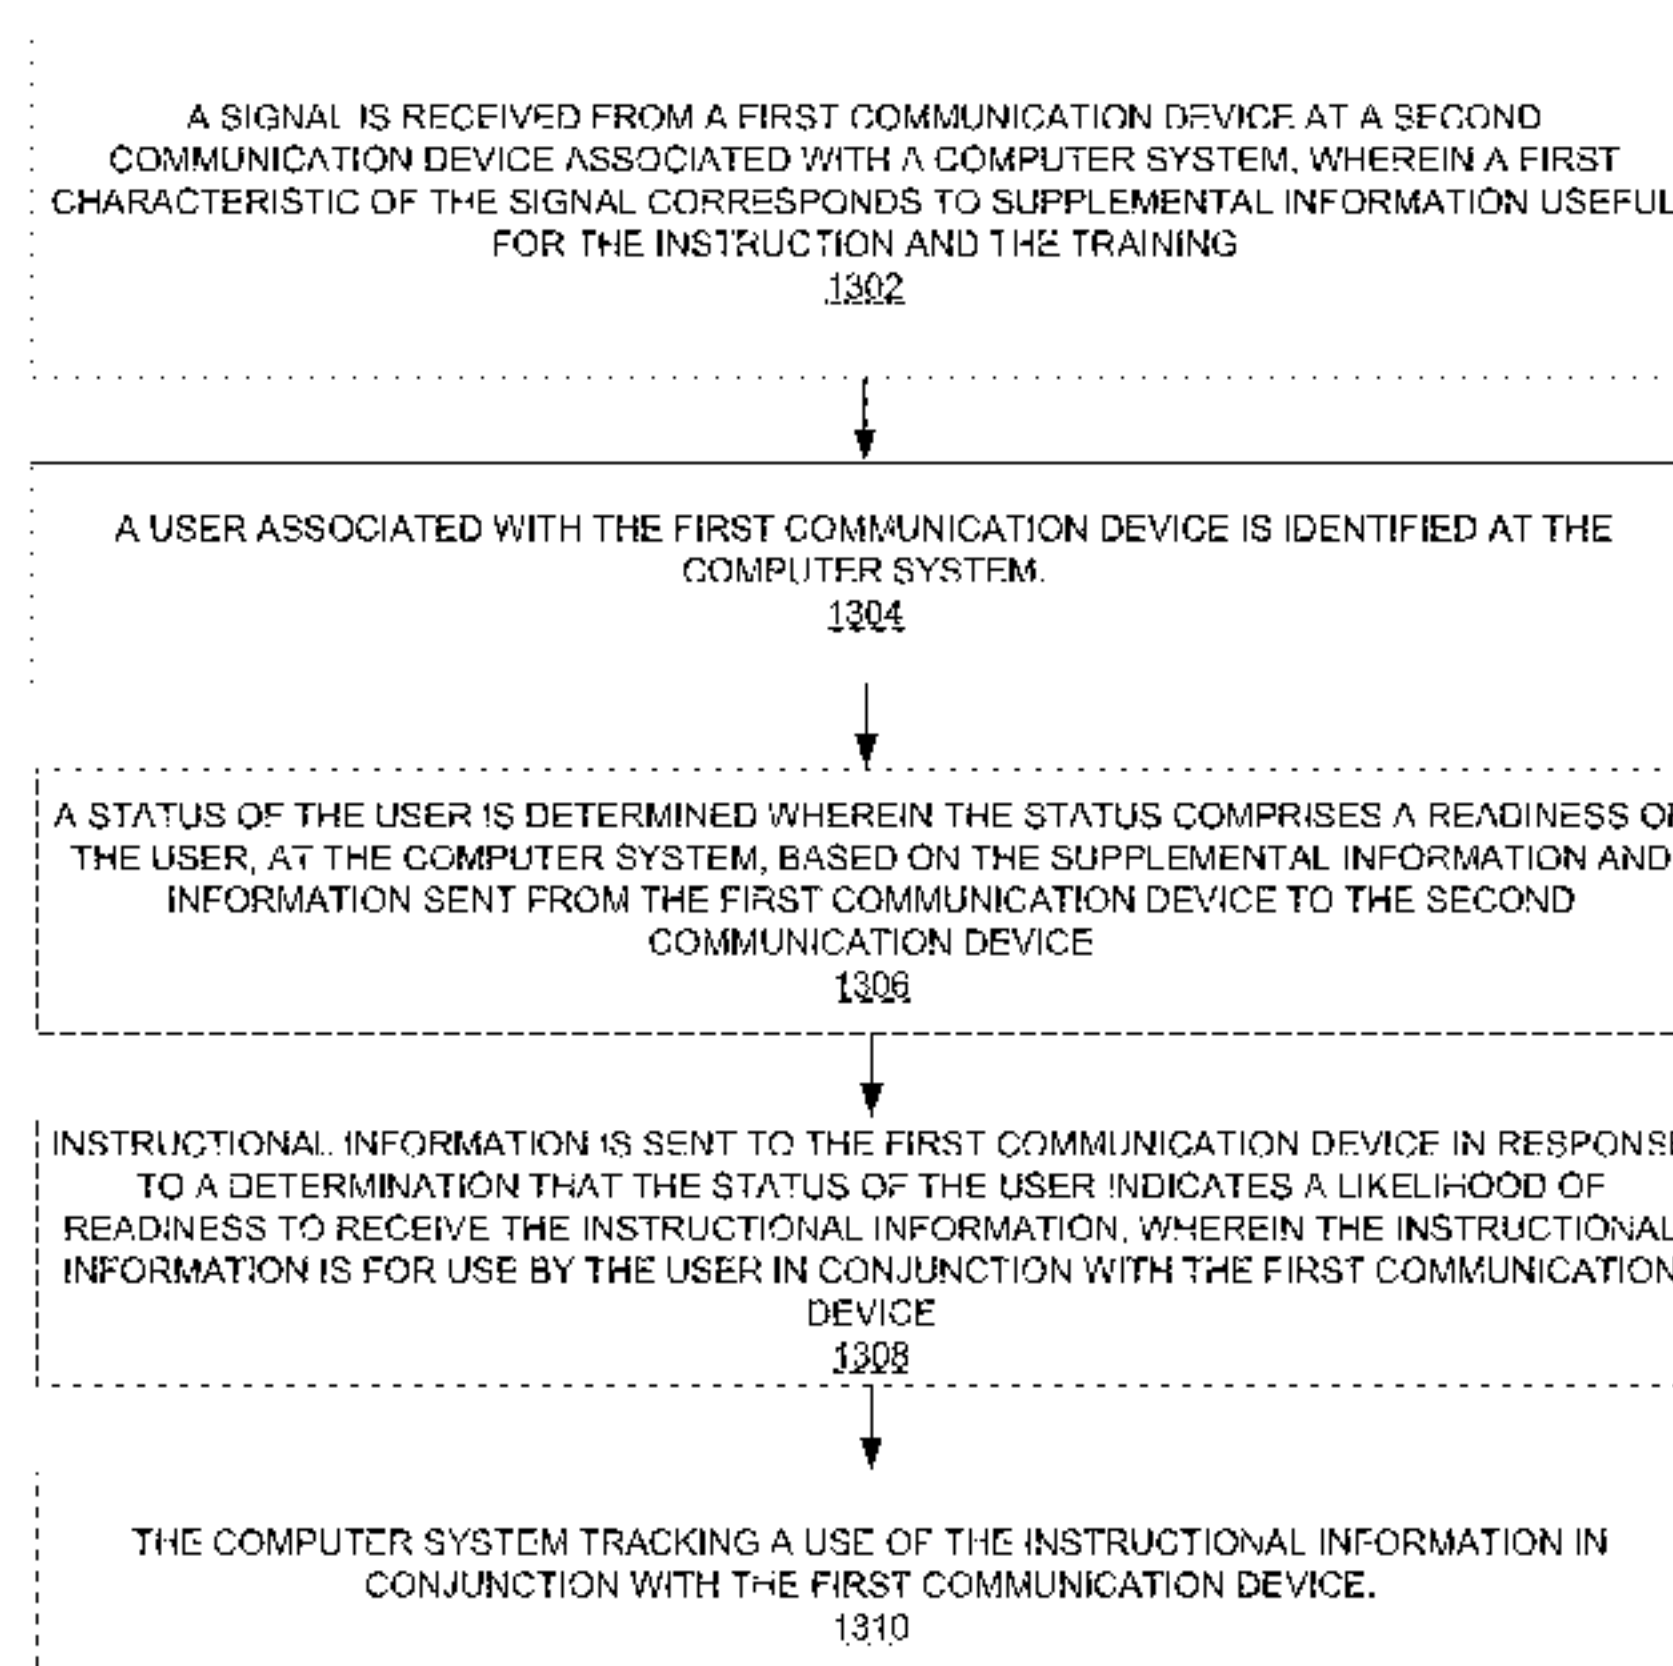 A SIGNAL IS RECEIVED FROM A FIRST COMMUNICATION DEVICE AT A SECOND
COMMUNICATION DEVICE ASSOCIATED WITH A COMPUTER SYSTEM, WHEREIN A FIRST
CHARACTERISTIC OF THE SIGNAL CORRESPONDS TO SUPPLEMENTAL INFORMATION USEFUL
FOR THE INSTRUCTION AND THE TRAINING
1302
A USER ASSOCIATED WITH THE FIRST COMMUNICATION DEVICE IS IDENTIFIED AT THE
COMPUTER SYSTEM.
1304
A STATUS OF THE USER IS DETERMINED WHEREIN THE STATUS COMPRISES A READINESS OF
THE USER, AT THE COMPUTER SYSTEM, BASED ON THE SUPPLEMENTAL INFORMATION AND
INFORMATION SENT FROM THE FIRST COMMUNICATION DEVICE TO THE SECOND
COMMUNICATION DEVICE
1306
INSTRUCTIONAL INFORMATION IS SENT TO THE FIRST COMMUNICATION DEVICE IN RESPONSE
TO A DETERMINATION THAT THE STATUS OF THE USER INDICATES A LIKELIHOOD OF
READINESS TO RECEIVE THE INSTRUCTIONAL INFORMATION, WHEREIN THE INSTRUCTIONAL
INFORMATION IS FOR USE BY THE USER IN CONJUNCTION WITH THE FIRST COMMUNICATION
DEVICE
1308
THE COMPUTER SYSTEM TRACKING A USE OF THE INSTRUCTIONAL INFORMATION IN
CONJUNCTION WITH THE FIRST COMMUNICATION DEVICE.
1310